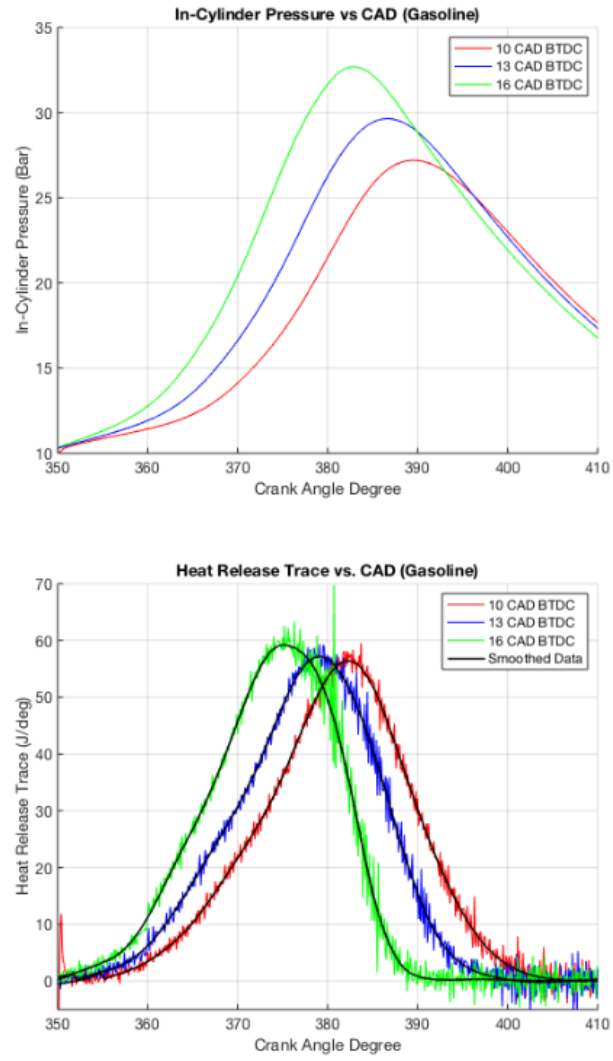 In-Cylinder Pressure vs CAD (Gasoline)
35
10 CAD BTDC
13 CAD BTDC
16 CAD BTDC
30
25
20
15
10
In-Cylinder Pressure (Bar)
350 360 370 380 390 400 410
Crank Angle Degree
Heat Release Trace vs. CAD (Gasoline)
70
10 CAD BTDC
13 CAD BTDC
16 CAD BTDC
Smoothed Data
60
50
40
30
20
10
0
Heat Release Trace (J/deg)
350 360 370 380 390 400 410
Crank Angle Degree